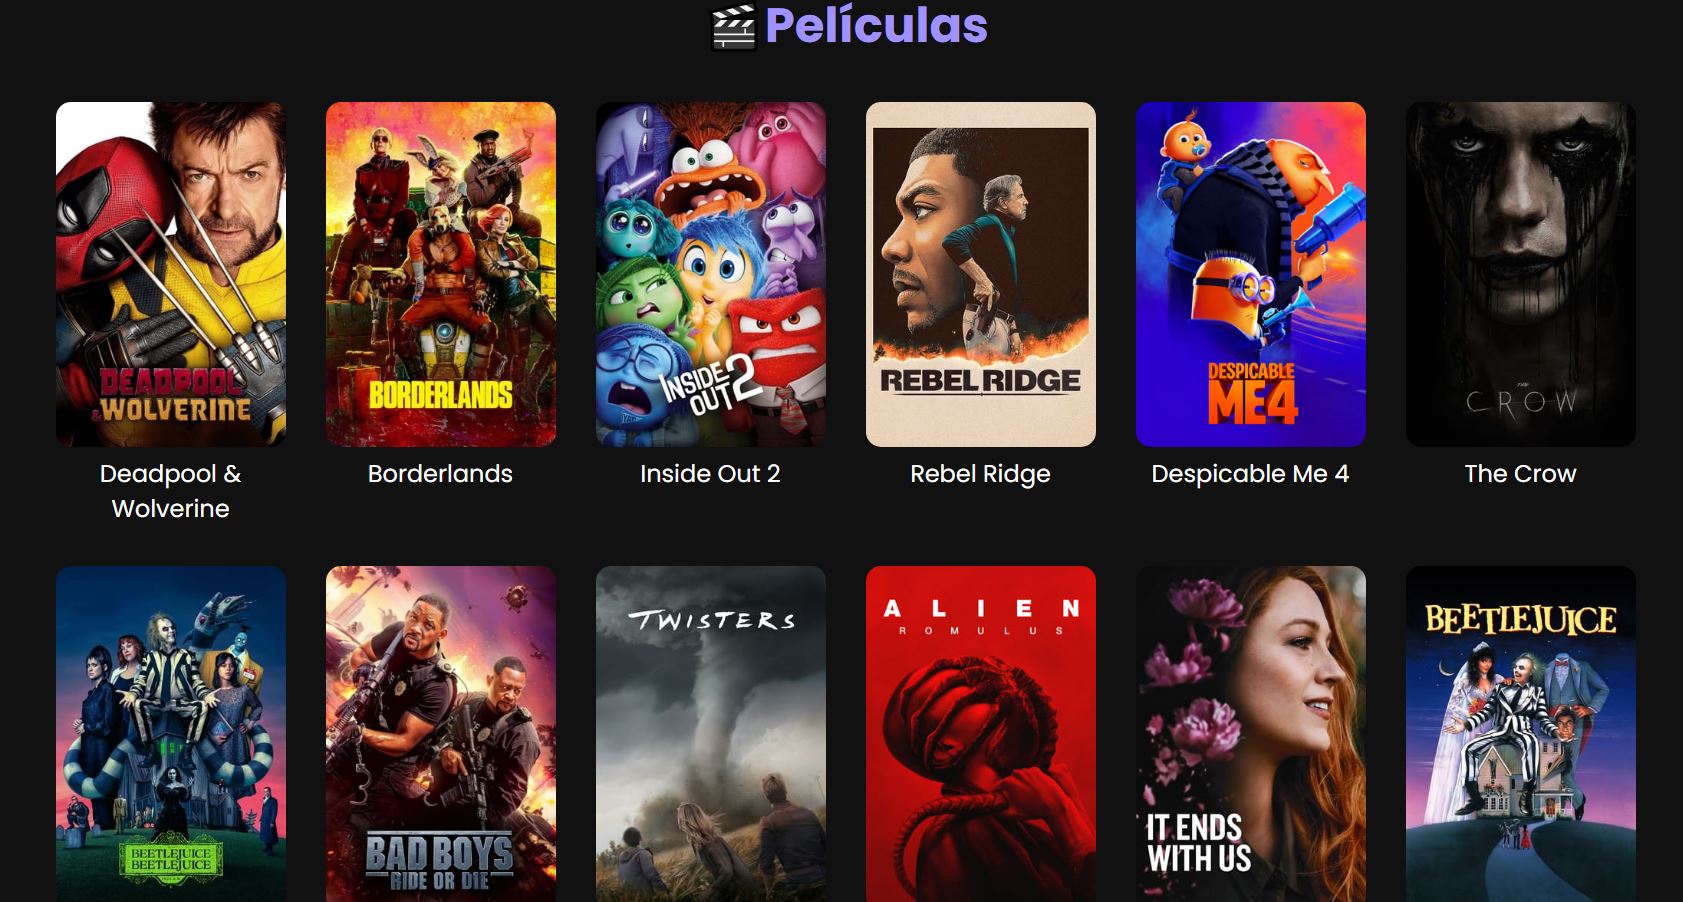 Películas
DEADPOOL
& WOLVERINE
BORDERLANDS
INSIDE
OUT 2
REBEL RIDGE
DESPICABLE
ME 4
THE
CROW
Deadpool &
Wolverine
Borderlands
Inside Out 2
Rebel Ridge
Despicable Me 4
The Crow
BEETLEJUICE
BEETLEJUICE
BAD BOYS
RIDE OR DIE
TWISTERS
ALIEN
ROMULUS
IT ENDS
WITH US
BEETLEJUICE